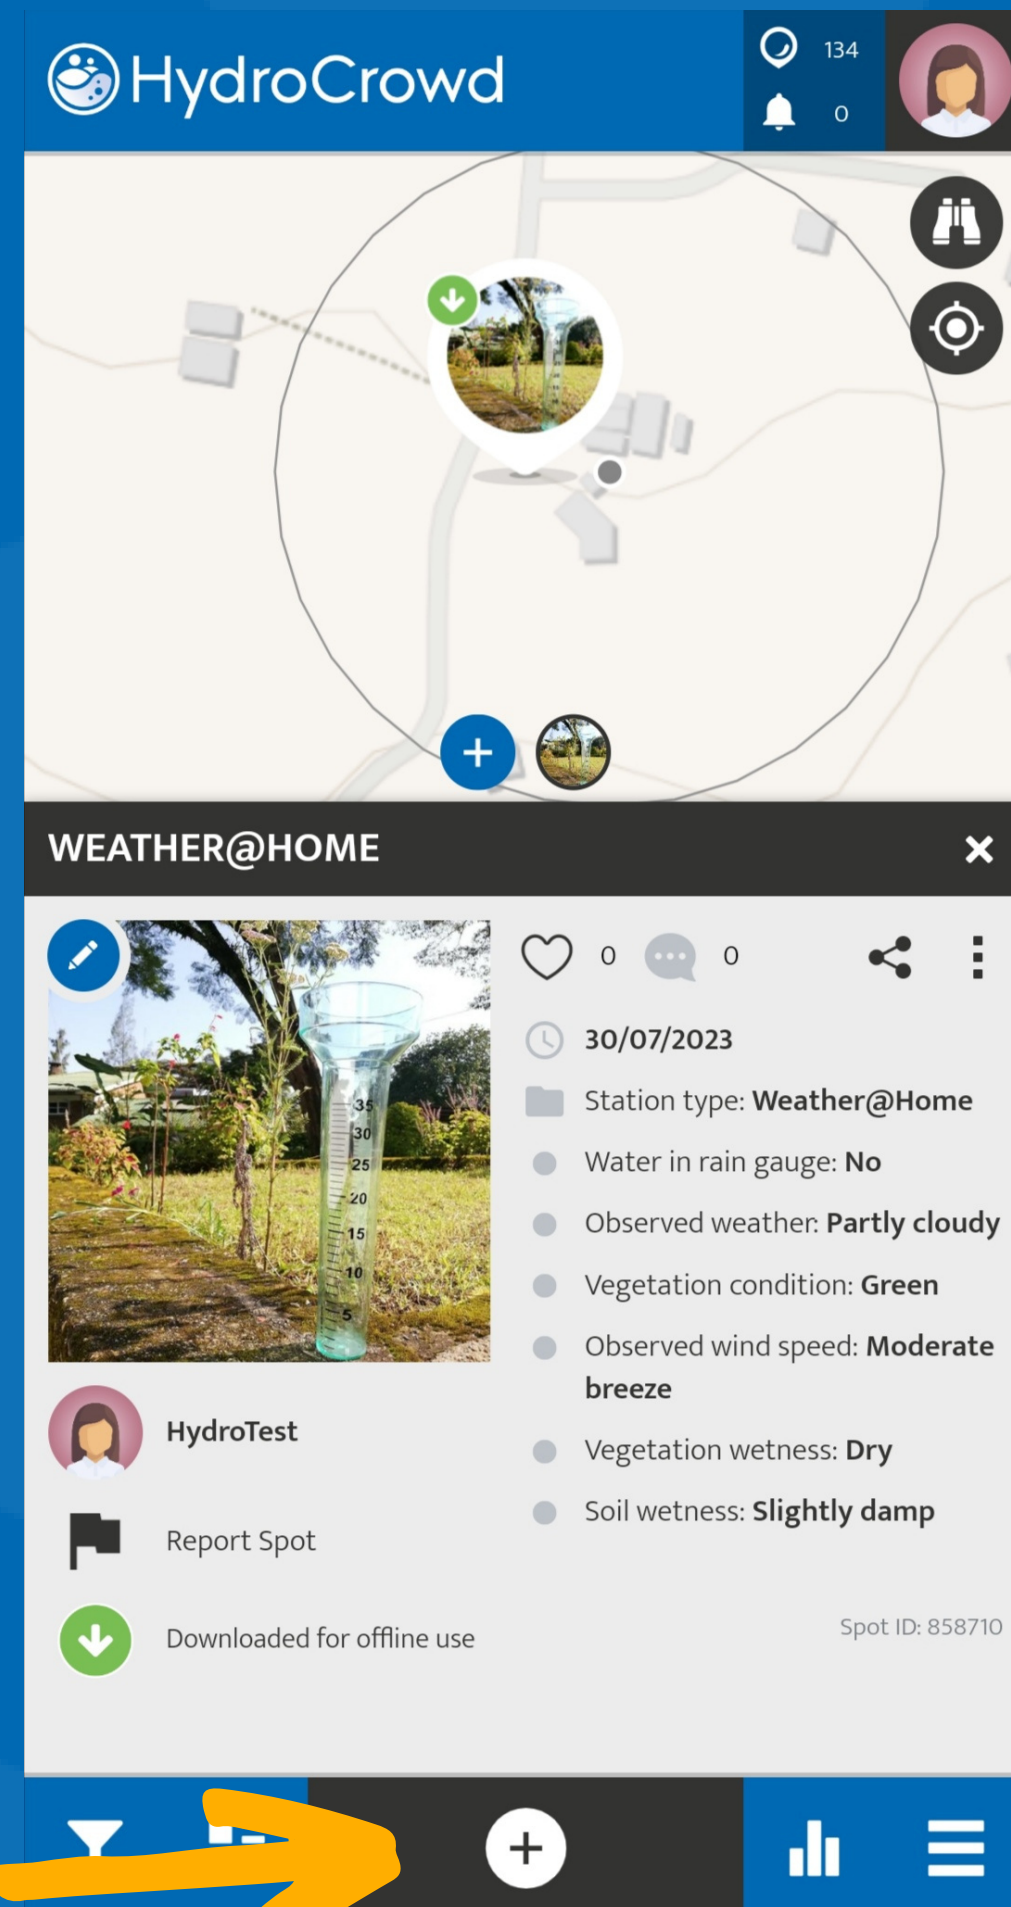 HydroCrowd
134
0
WEATHER@HOME
0 0
30/07/2023
Station type: Weather@Home
Water in rain gauge: No
Observed weather: Partly cloudy
Vegetation condition: Green
Observed wind speed: Moderate
breeze
Vegetation wetness: Dry
Soil wetness: Slightly damp
35
30
25
20
15
10
5
HydroTest
Report Spot
Downloaded for offline use
Spot ID: 858710